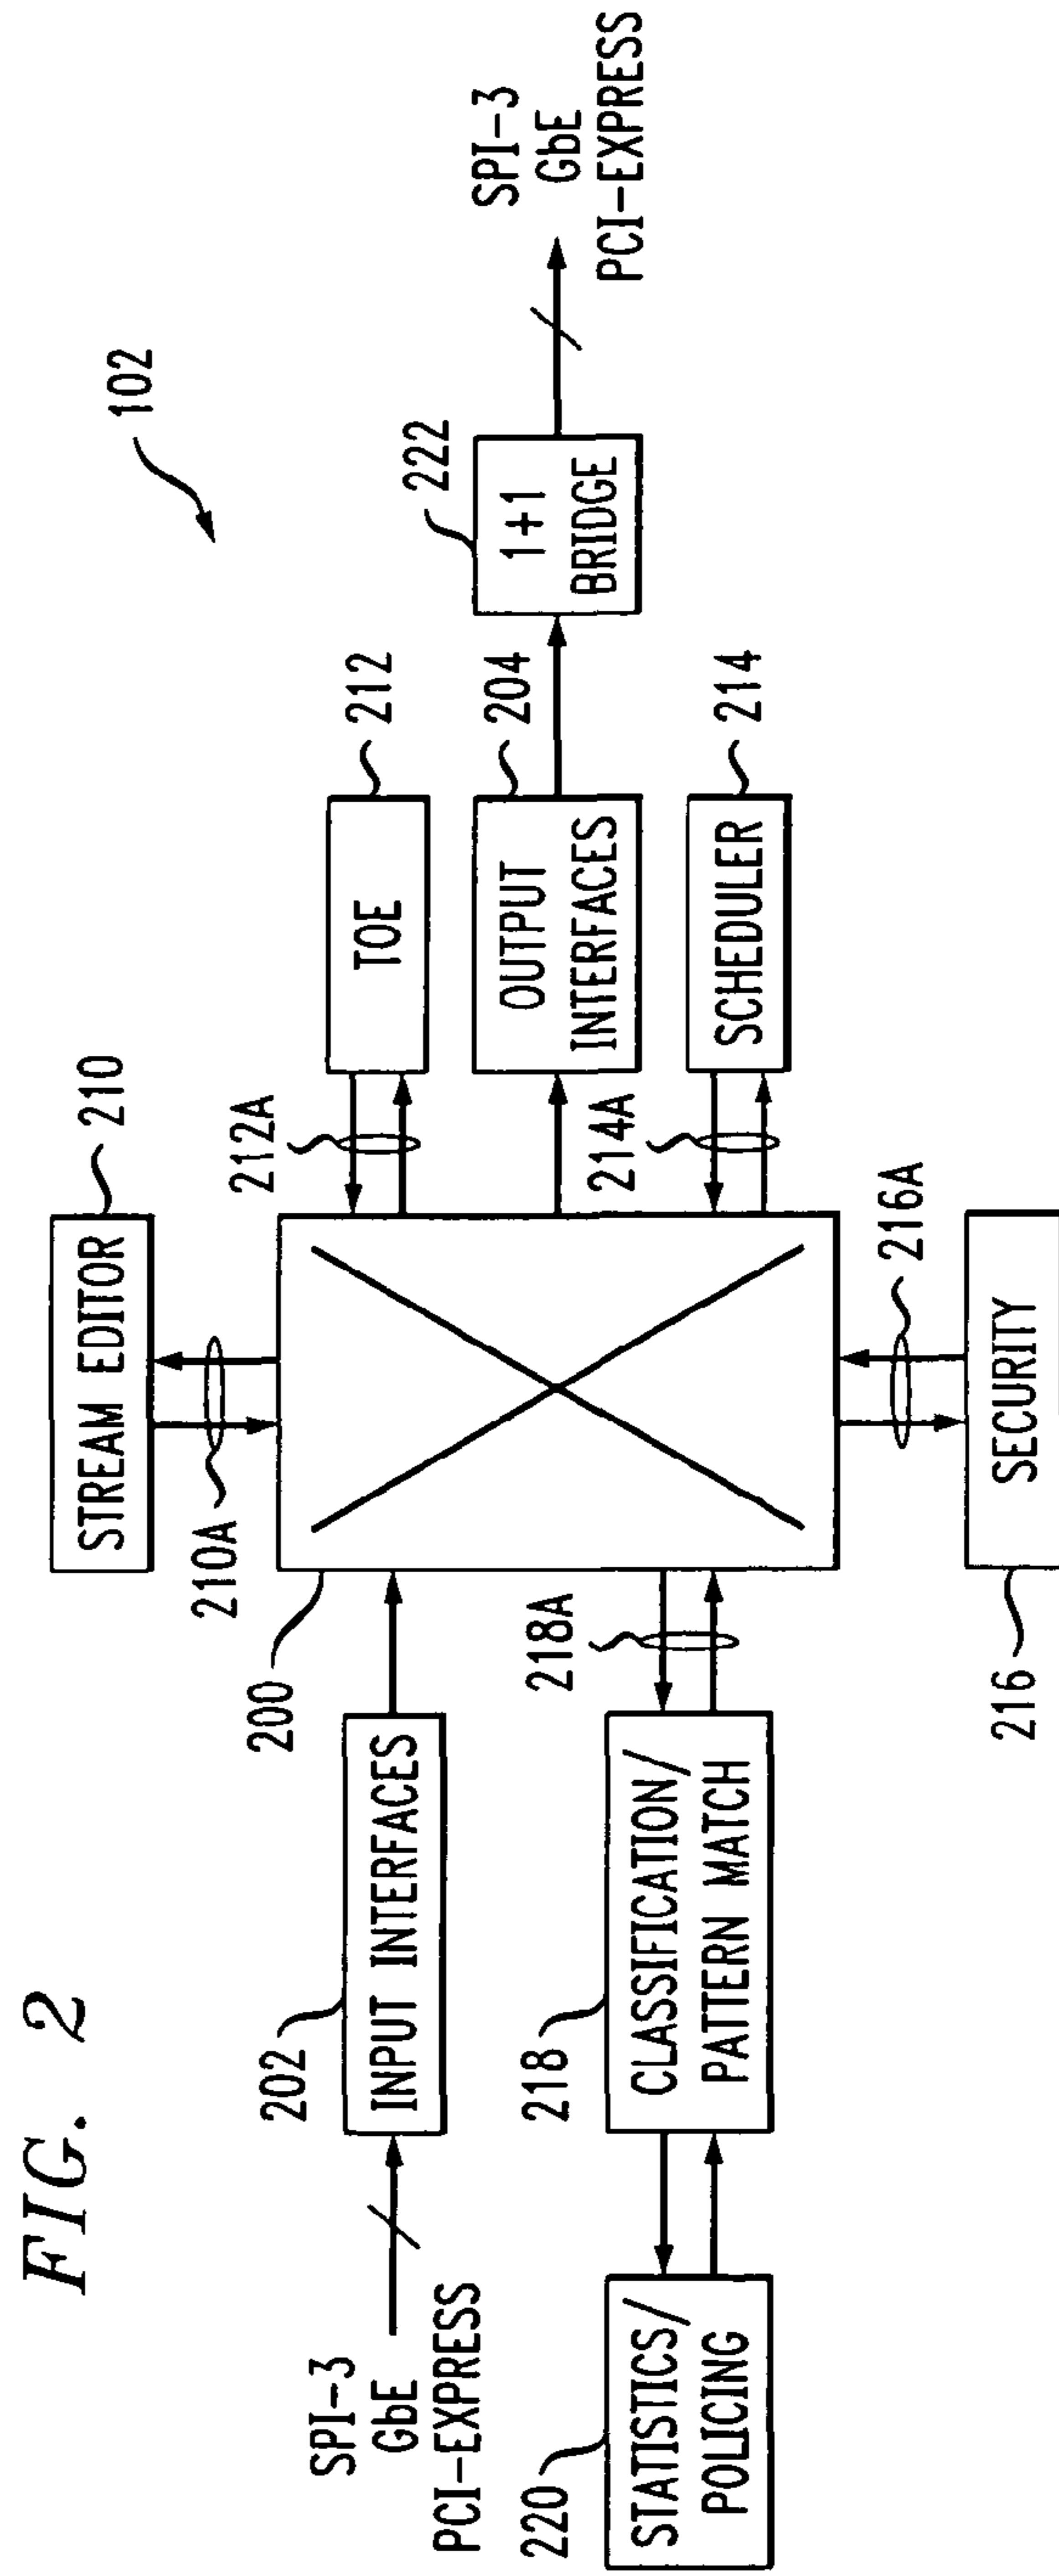 FIG. 2
102
STREAM EDITOR
210
210A
200
202
INPUT INTERFACES
SPI-3
GbE
PCI-EXPRESS
212A
TOE
212
OUTPUT
INTERFACES
204
1+1
BRIDGE
222
SPI-3
GbE
PCI-EXPRESS
214A
SCHEDULER
214
218A
CLASSIFICATION/
PATTERN MATCH
218
STATISTICS/
POLICING
220
216A
SECURITY
216